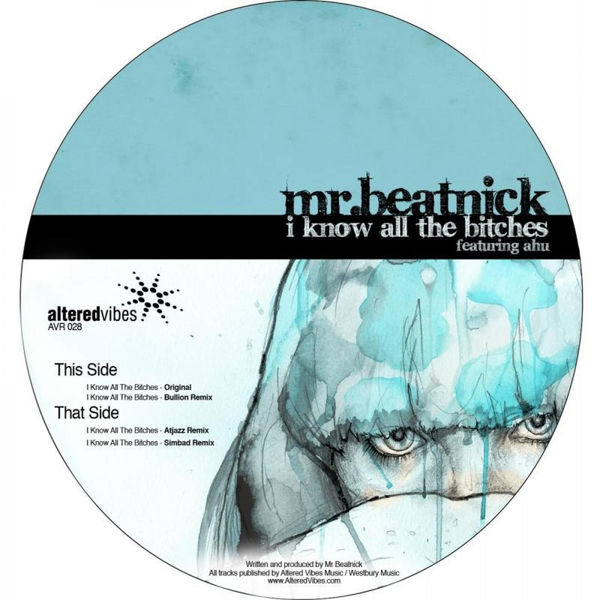 mr.beatnick
i know all the bitches
featuring ahu
alteredvibes
AVR 028
This Side
I Know All The Bitches - Original
I Know All The Bitches - Bullion Remix
That Side
I Know All The Bitches - Atjazz Remix
I Know All The Bitches - Simbad Remix
Written and produced by Mr Beatnick
All tracks published by Altered Vibes Music / Westbury Music
www.AlteredVibes.com